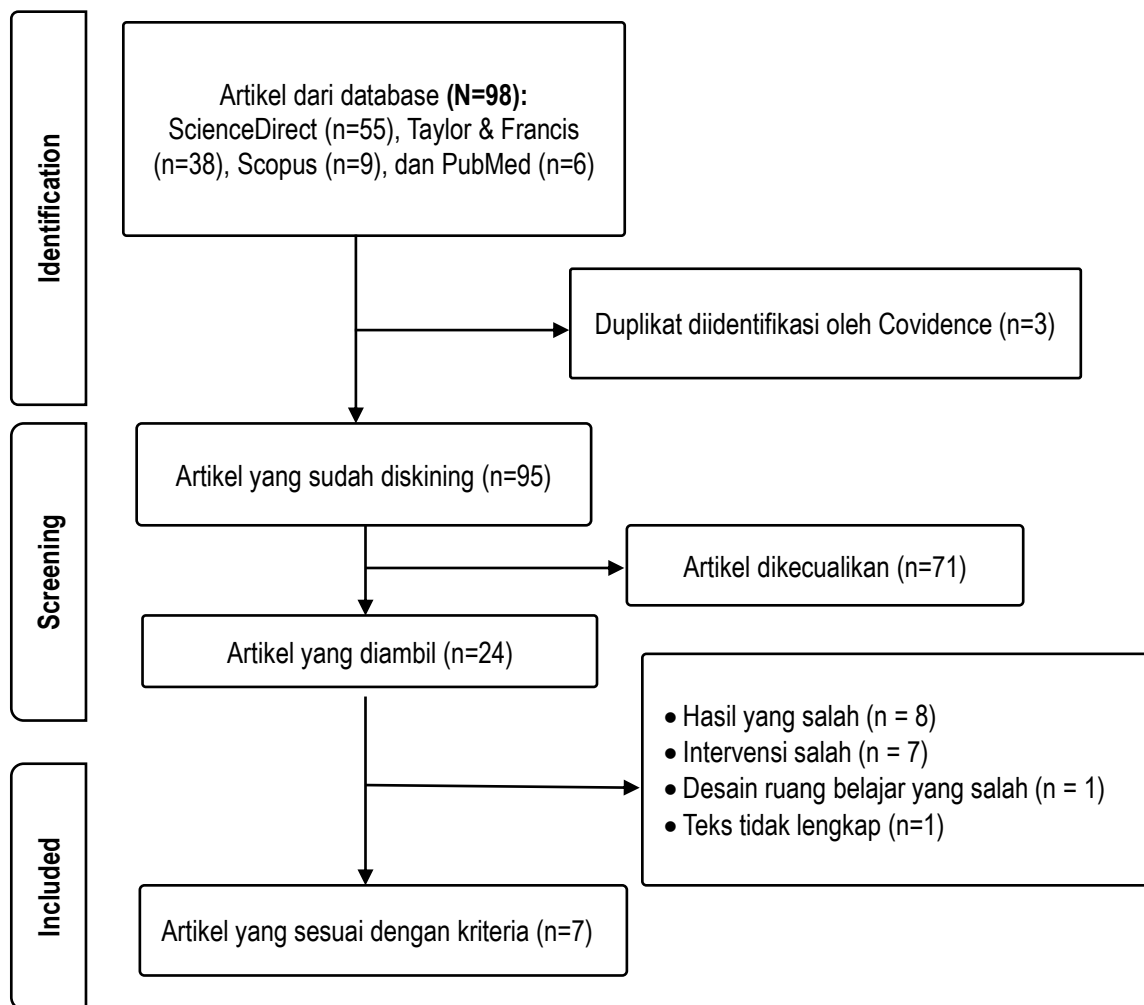 Identification
Artikel dari database (N=98):
ScienceDirect (n=55), Taylor & Francis
(n=38), Scopus (n=9), dan PubMed (n=6)
Duplikat diidentifikasi oleh Covidence (n=3)
Screening
Artikel yang sudah diskining (n=95)
Artikel dikecualikan (n=71)
Artikel yang diambil (n=24)
• Hasil yang salah (n = 8)
• Intervensi salah (n = 7)
• Desain ruang belajar yang salah (n = 1)
• Teks tidak lengkap (n=1)
Included
Artikel yang sesuai dengan kriteria (n=7)